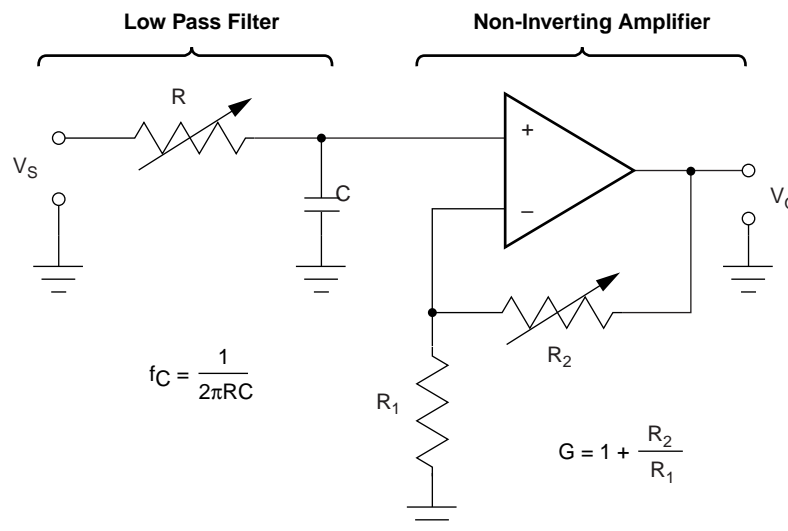 Low Pass Filter
Non-Inverting Amplifier
R
+
V_S
C
–
V
R_2
f_C = 1 / 2πRC
R_1
G = 1 + R_2 / R_1